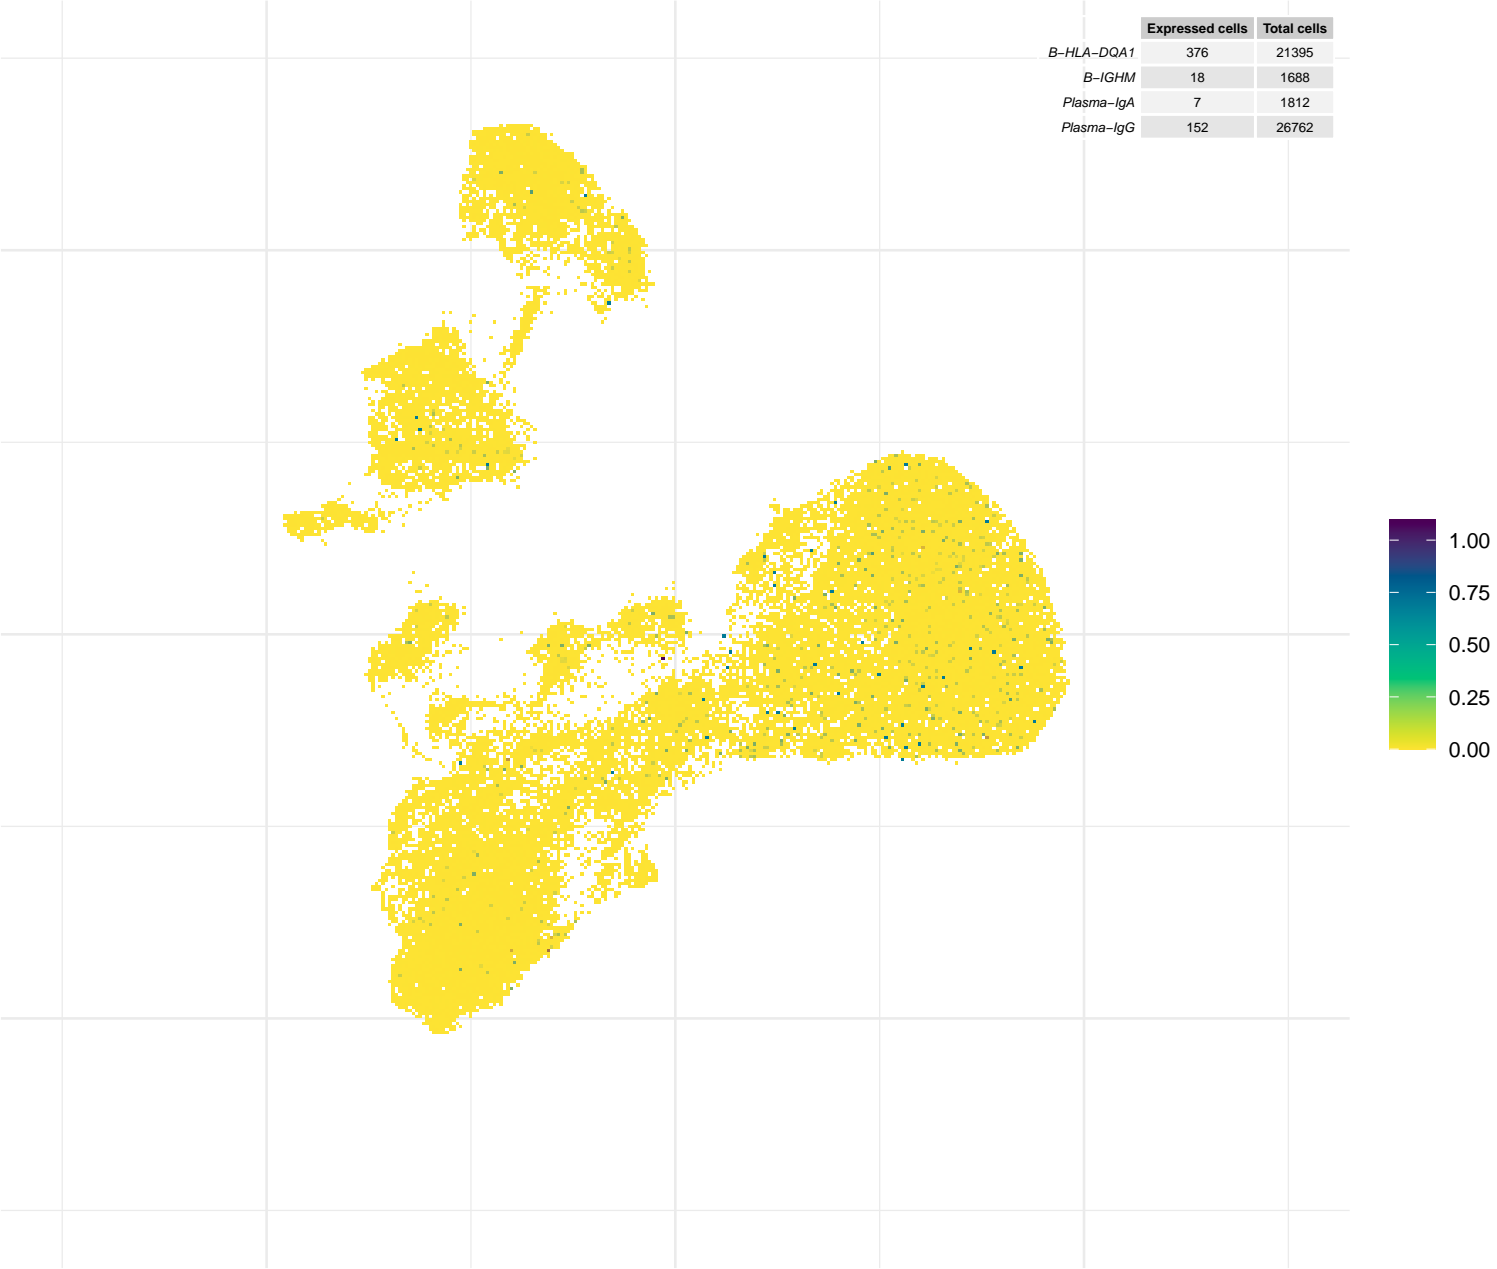 Expressed cells Total cells
B−HLA−DQA1 376 21395
B−IGHM 18 1688
Plasma−IgA 7 1812
Plasma−IgG 152 26762
1.00
0.75
0.50
0.25
0.00